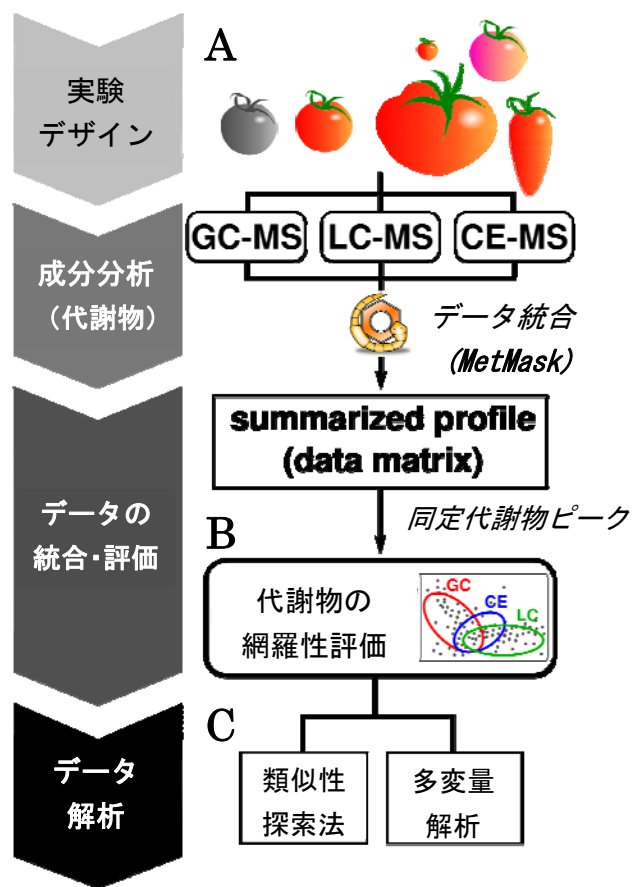 A
実験
デザイン
GC-MS
LC-MS
CE-MS
成分分析
（代謝物）
データ統合
(MetMask)
summarized profile
(data matrix)
データの
統合・評価
同定代謝物ピーク
B
代謝物の
網羅性評価
GC
CE
LC
C
データ
解析
類似性
探索法
多変量
解析